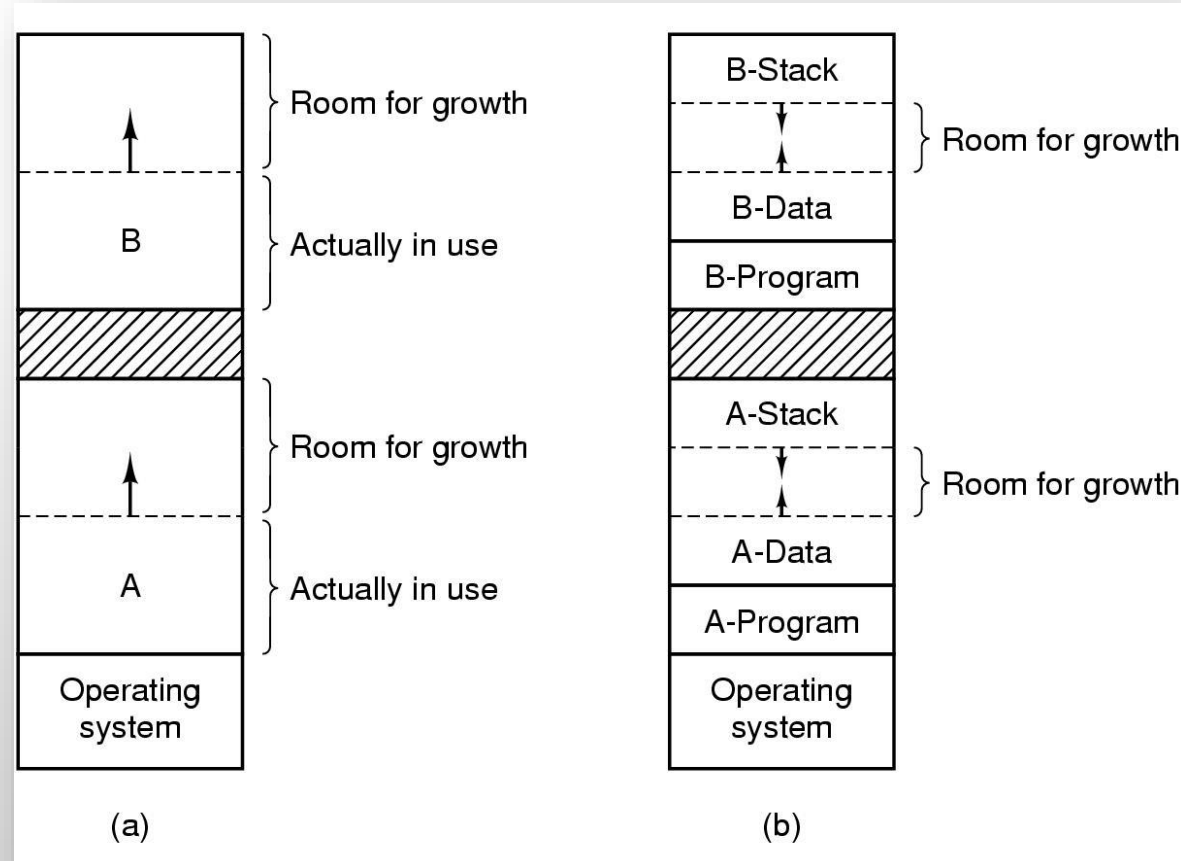 Room for growth
B
Actually in use
Room for growth
A
Actually in use
Operating
system
(a)
B-Stack
Room for growth
B-Data
B-Program
A-Stack
Room for growth
A-Data
A-Program
Operating
system
(b)